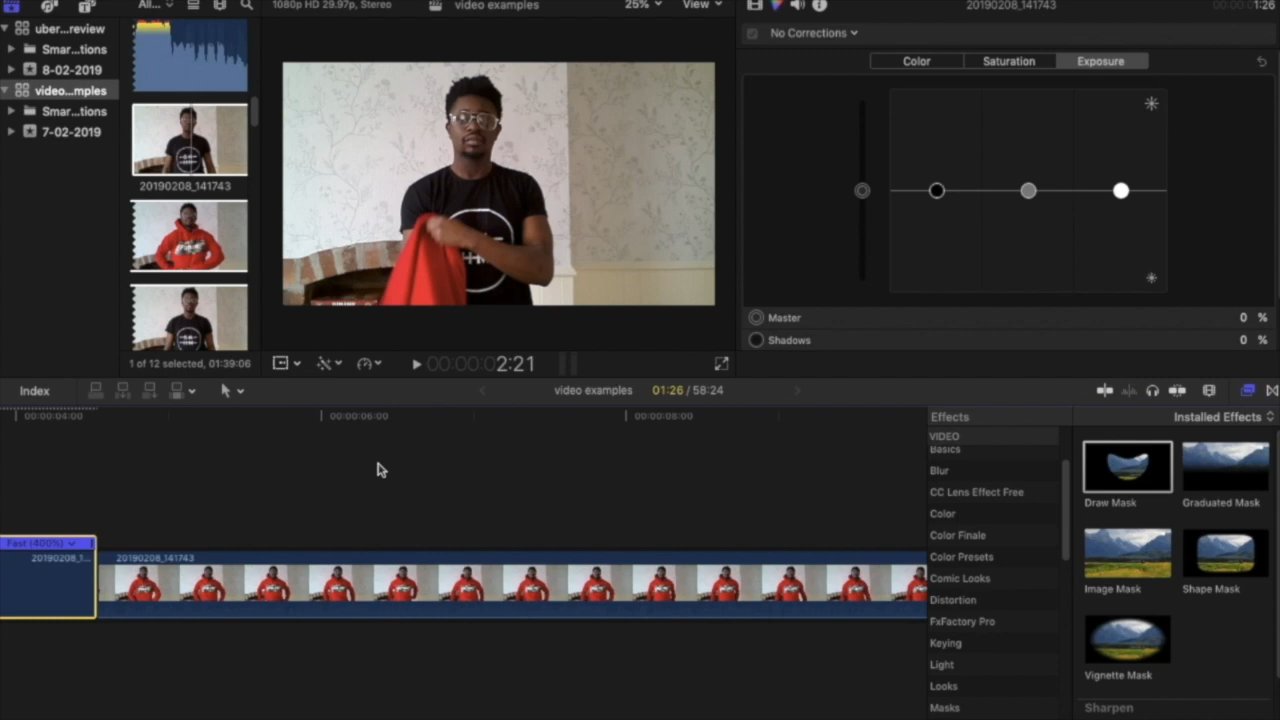 All...
1080p HD 29.97p, Stereo
video examples
25%
View
20190208_141743
1:26
uber...review
Smar...tions
8-02-2019
video...mples
Smar...tions
7-02-2019
20190208_141743
1 of 12 selected, 01:39:06
No Corrections
Color
Saturation
Exposure
Master
0 %
Shadows
0 %
00:00:02:21
Index
video examples
01:26 / 58:24
00:00:04:00
00:00:06:00
00:00:08:00
Fast (400%)
20190208_1...
20190208_141743
Effects
Installed Effects
VIDEO
Basics
Blur
CC Lens Effect Free
Color
Color Finale
Color Presets
Comic Looks
Distortion
FxFactory Pro
Keying
Light
Looks
Masks
Draw Mask
Graduated Mask
Image Mask
Shape Mask
Vignette Mask
Sharpen